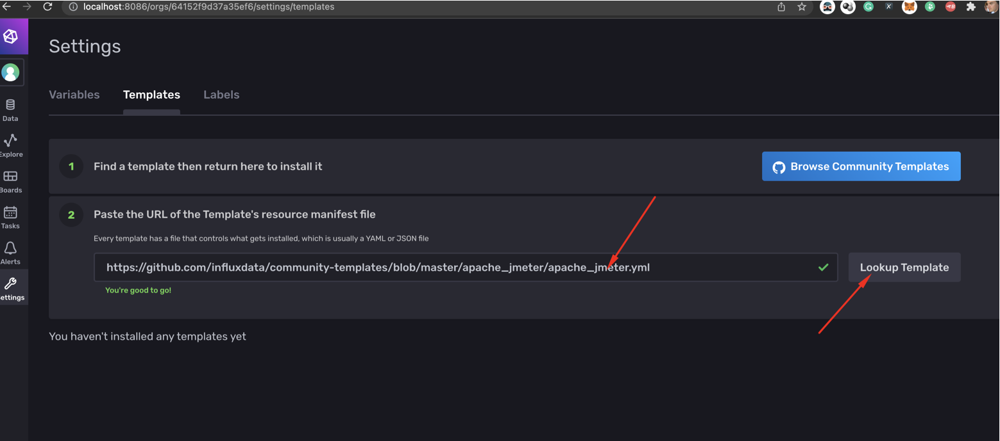 localhost:8086/orgs/64152f9d37a35ef6/settings/templates
Settings
Variables Templates Labels
Data
Explore
Boards
Tasks
Alerts
ettings
1 Find a template then return here to install it Browse Community Templates
2 Paste the URL of the Template's resource manifest file
Every template has a file that controls what gets installed, which is usually a YAML or JSON file
https://github.com/influxdata/community-templates/blob/master/apache_jmeter/apache_jmeter.yml Lookup Template
You're good to go!
You haven't installed any templates yet